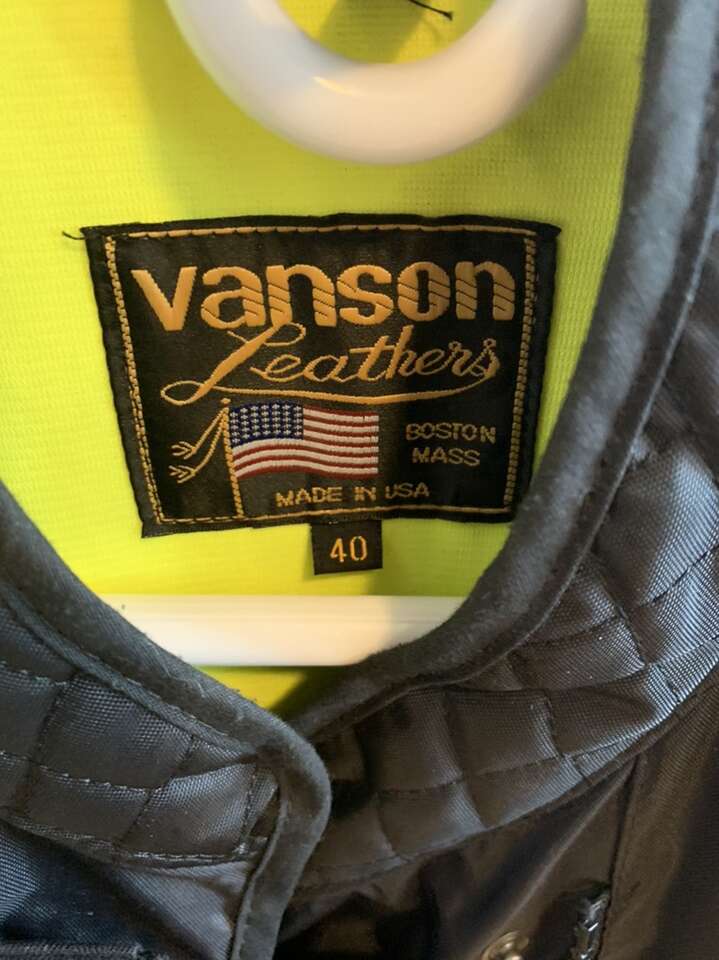 vanson
Leathers
BOSTON
MASS
MADE IN USA
40